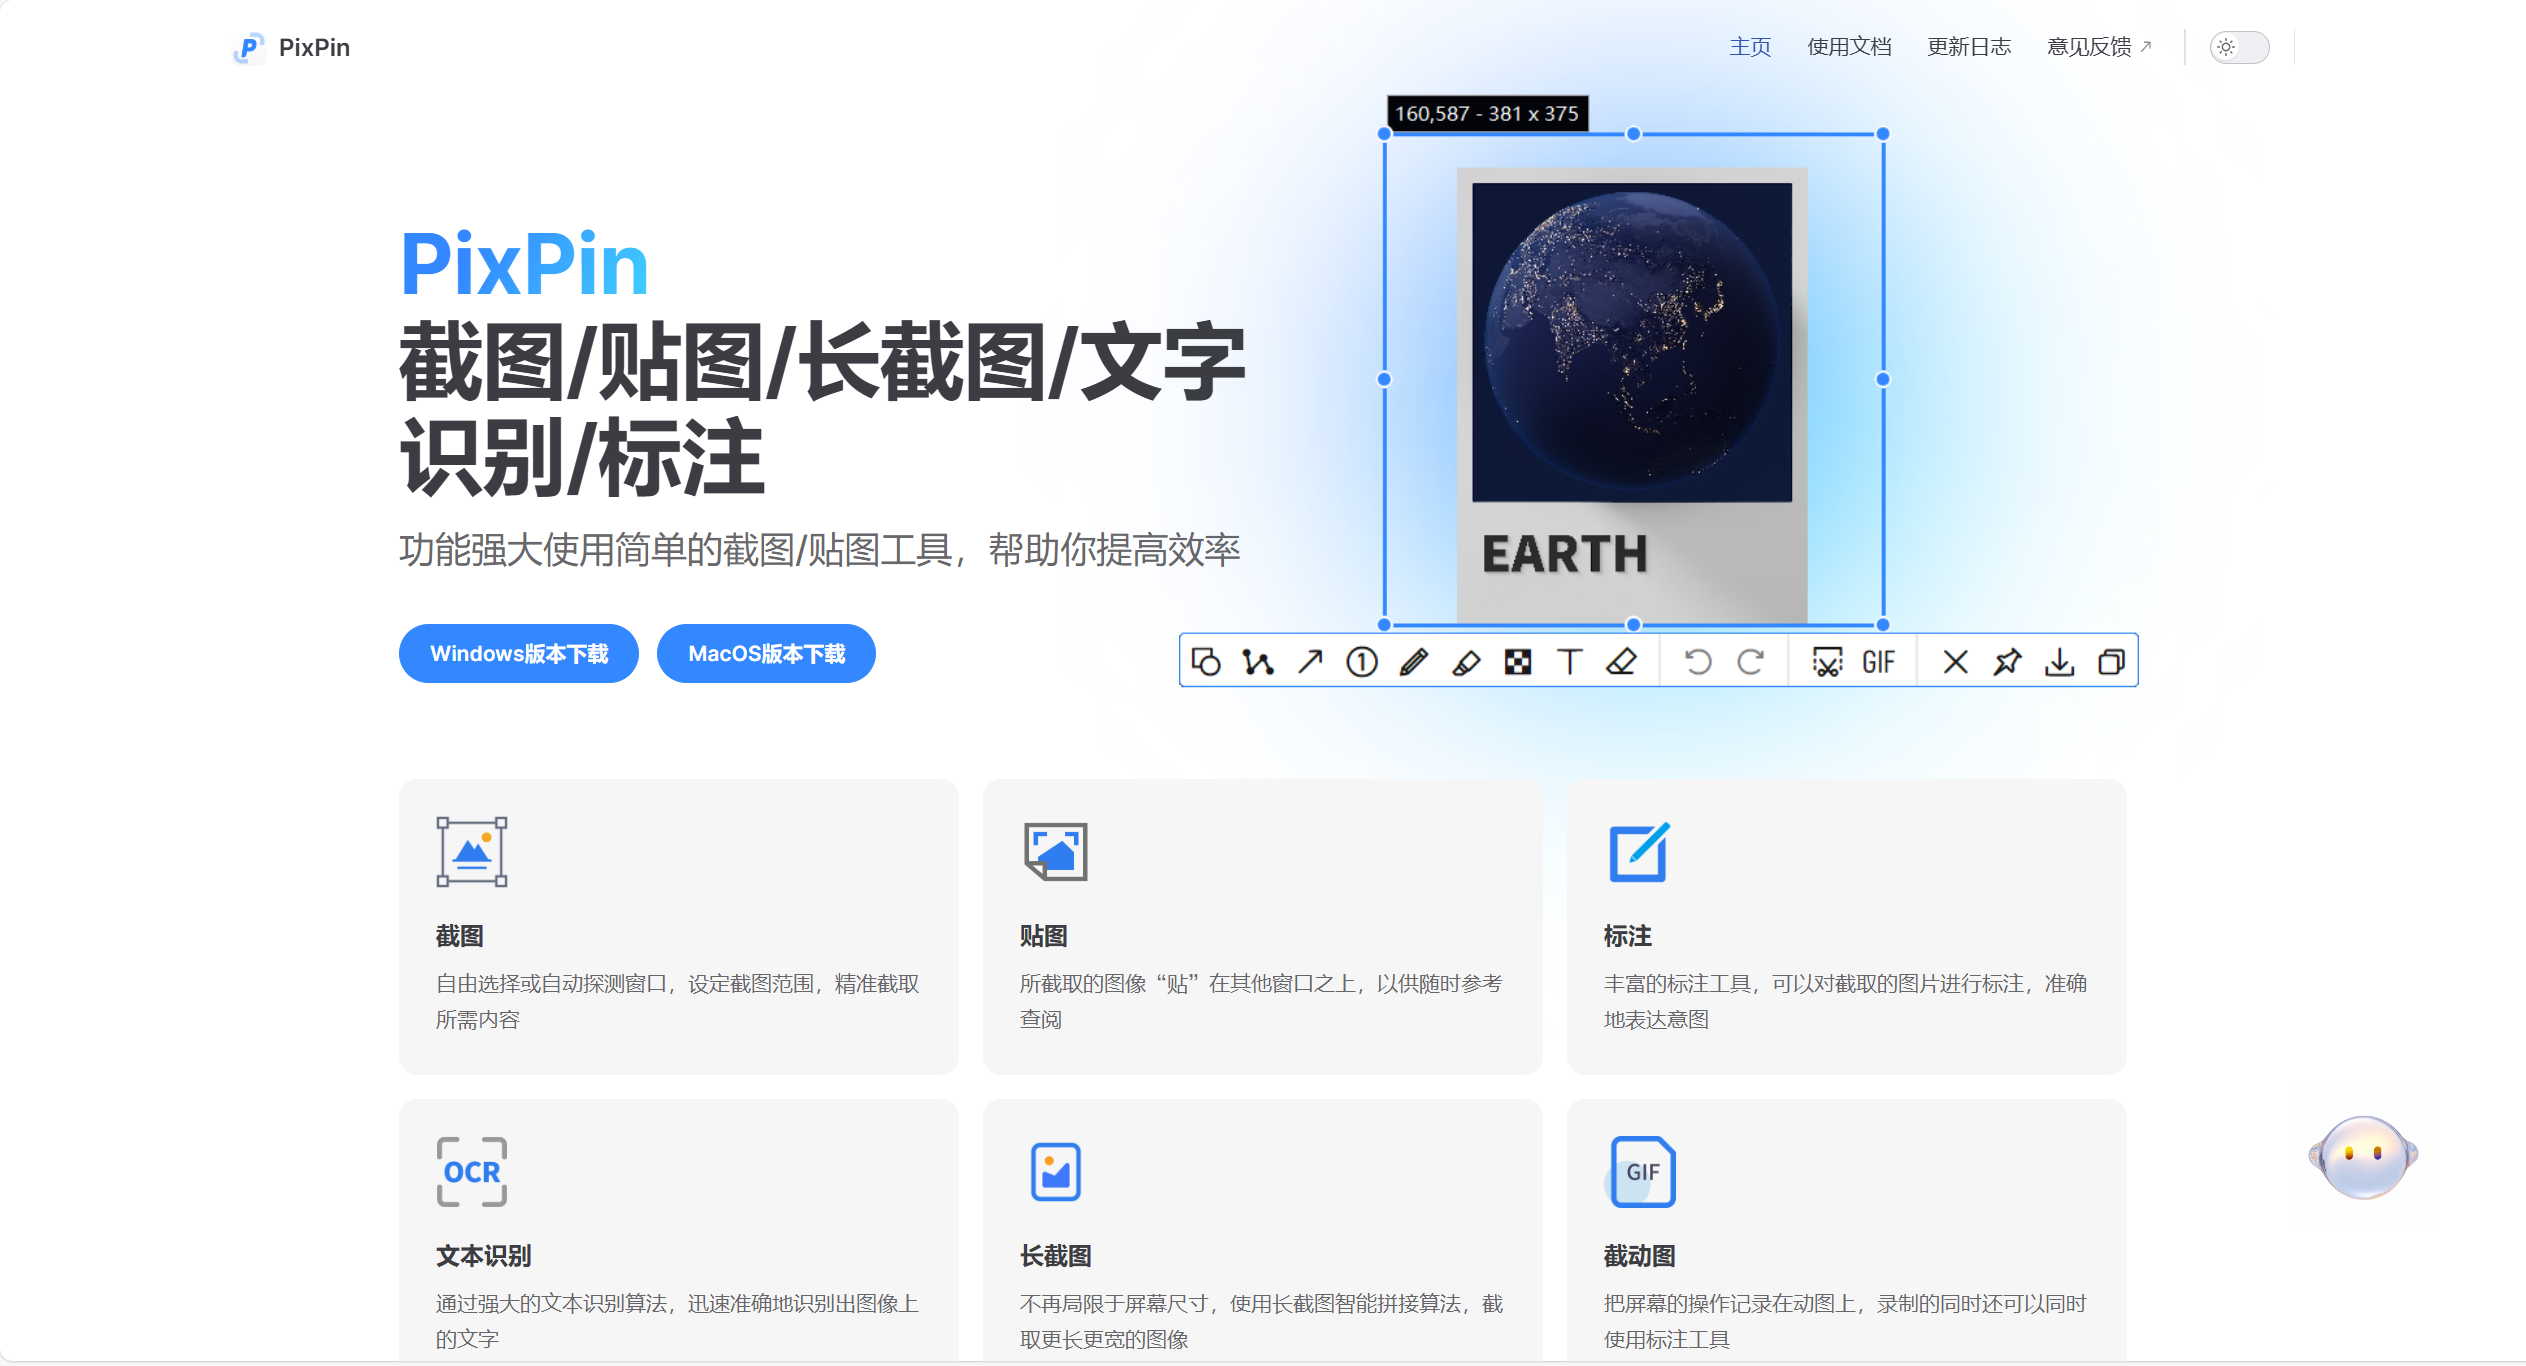 PixPin
主页 使用文档 更新日志 意见反馈
160,587 - 381 x 375
PixPin
截图/贴图/长截图/文字
识别/标注
功能强大使用简单的截图/贴图工具，帮助你提高效率
EARTH
Windows版本下载 MacOS版本下载
1 T GIF
截图
自由选择或自动探测窗口，设定截图范围，精准截取
所需内容
贴图
所截取的图像“贴”在其他窗口之上，以供随时参考
查阅
标注
丰富的标注工具，可以对截取的图片进行标注，准确
地表达意图
OCR
文本识别
通过强大的文本识别算法，迅速准确地识别出图像上
的文字
长截图
不再局限于屏幕尺寸，使用长截图智能拼接算法，截
取更长更宽的图像
GIF
截动图
把屏幕的操作记录在动图上，录制的同时还可以同时
使用标注工具